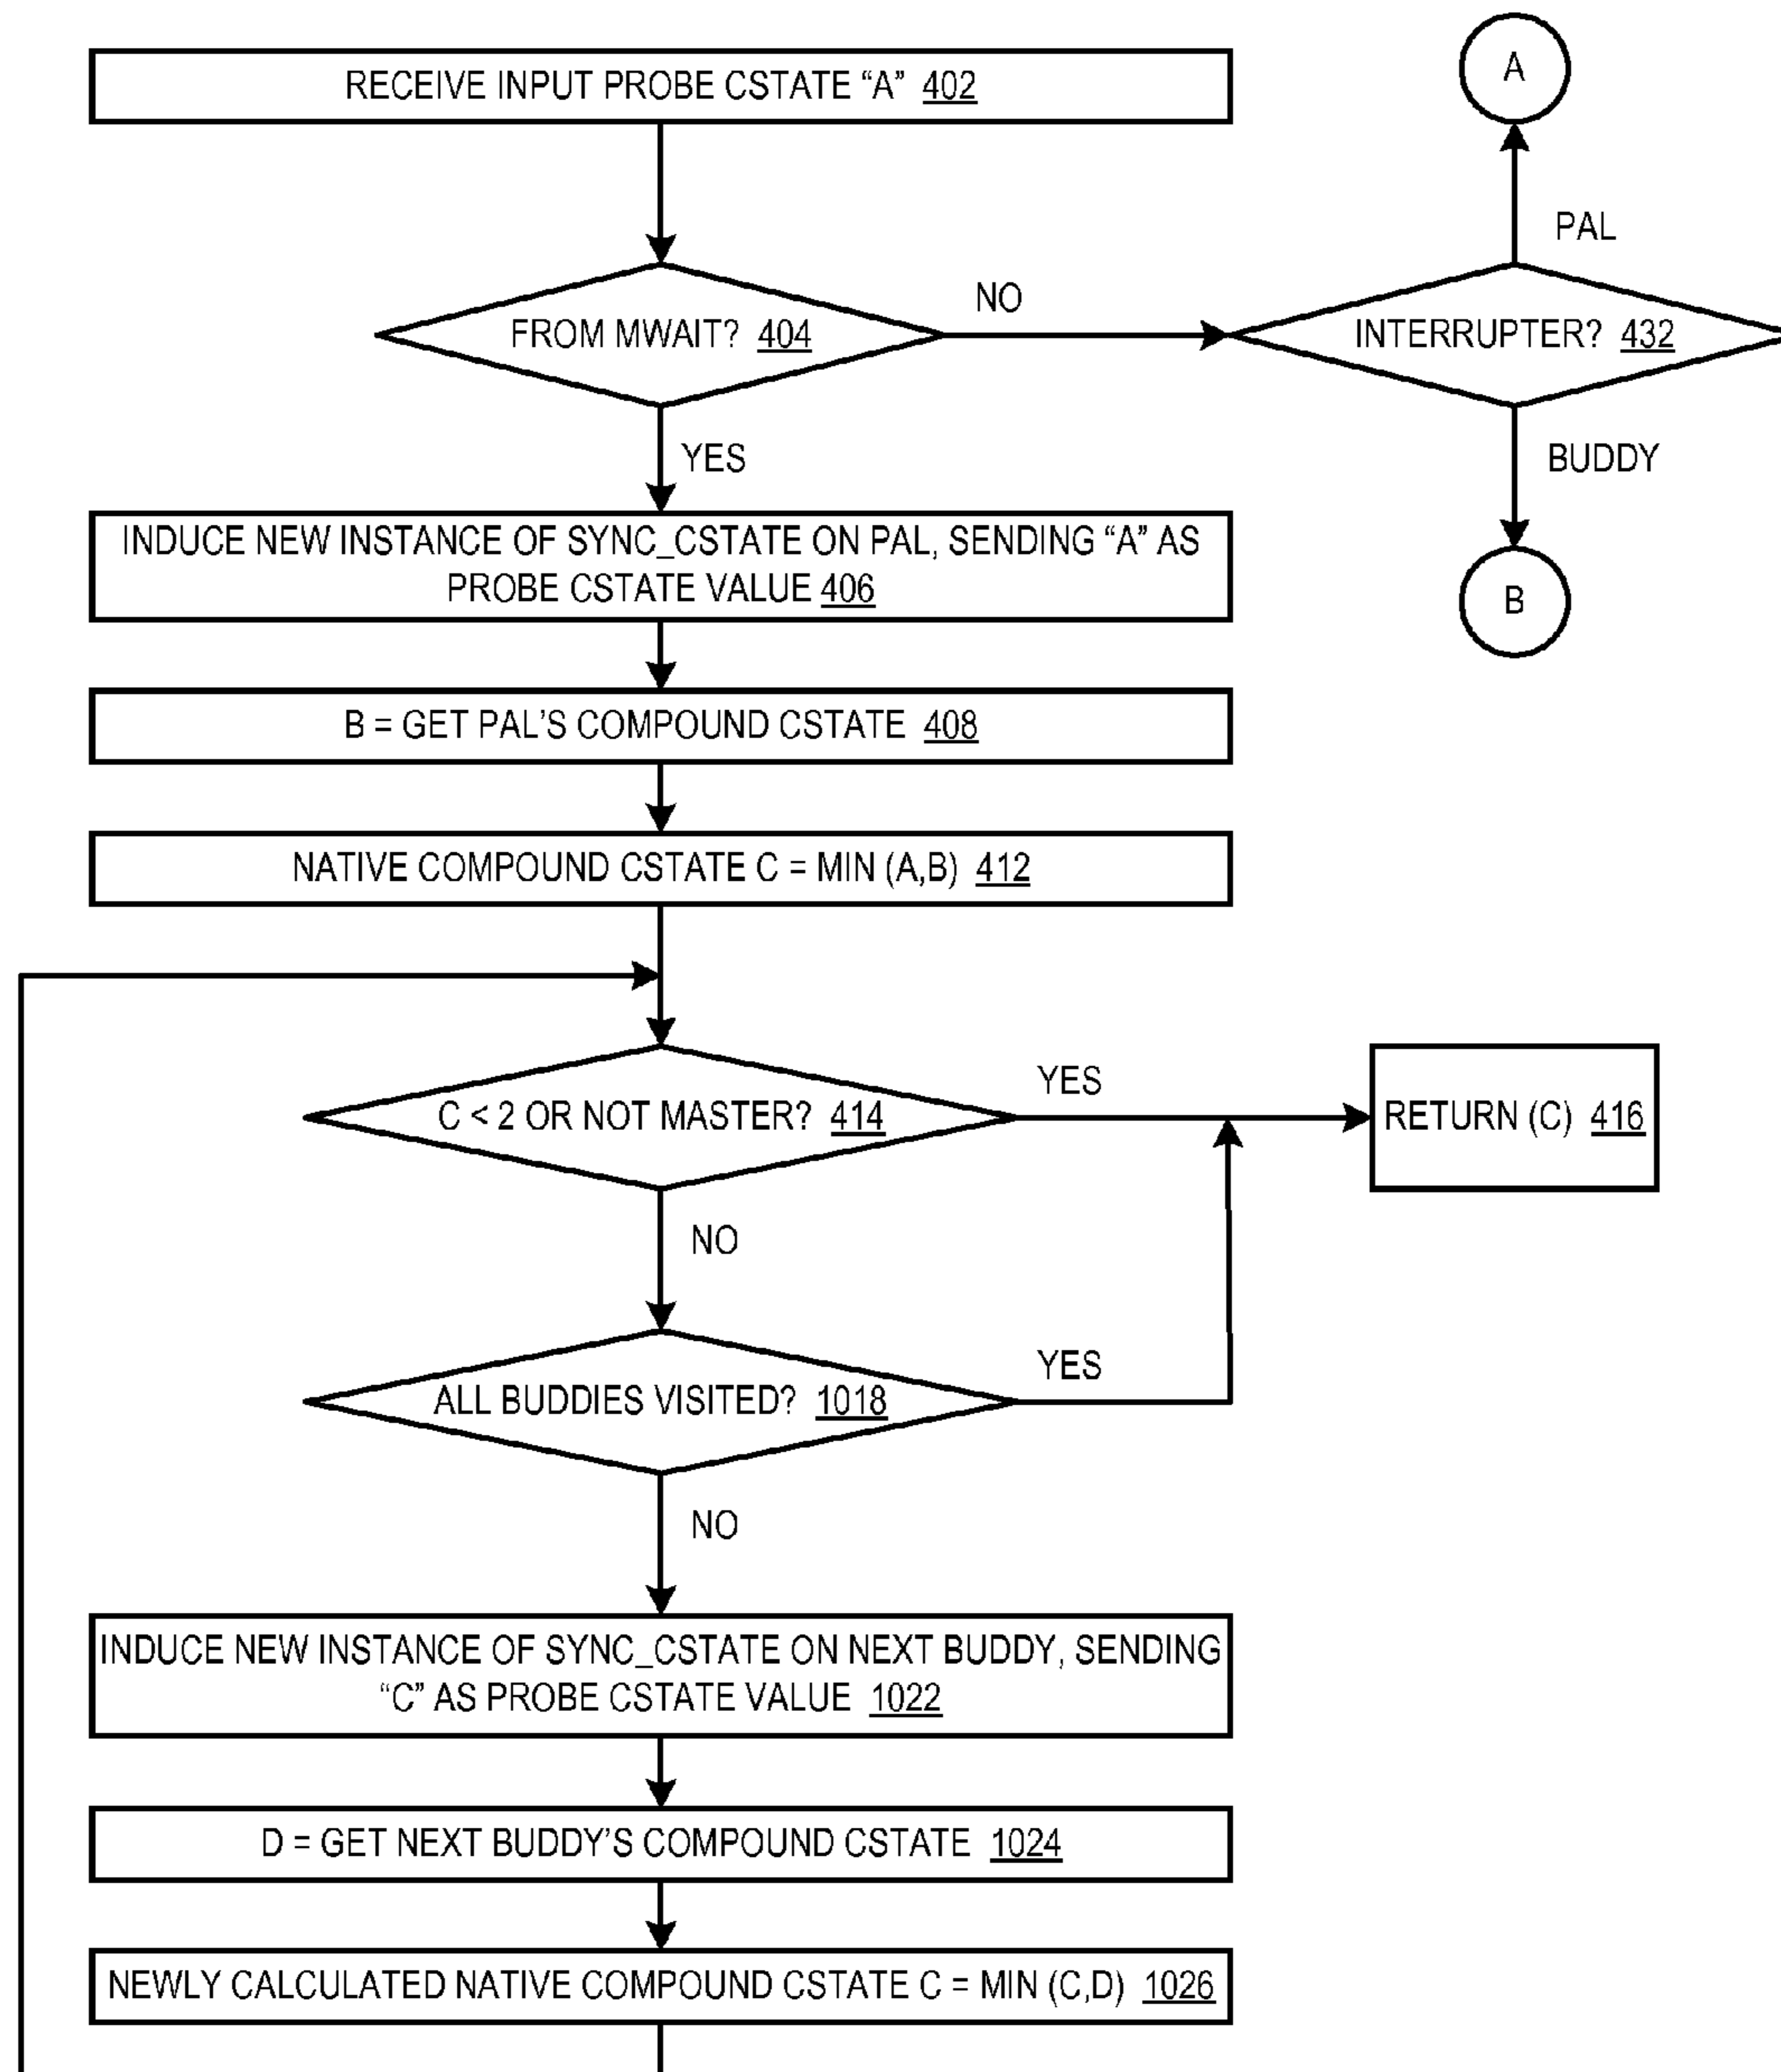 RECEIVE INPUT PROBE CSTATE “A” 402
A
PAL
FROM MWAIT? 404
NO
INTERRUPTER? 432
YES
BUDDY
B
INDUCE NEW INSTANCE OF SYNC_CSTATE ON PAL, SENDING “A” AS
PROBE CSTATE VALUE 406
B = GET PAL’S COMPOUND CSTATE 408
NATIVE COMPOUND CSTATE C = MIN (A,B) 412
C < 2 OR NOT MASTER? 414
YES
RETURN (C) 416
NO
ALL BUDDIES VISITED? 1018
YES
NO
INDUCE NEW INSTANCE OF SYNC_CSTATE ON NEXT BUDDY, SENDING
“C” AS PROBE CSTATE VALUE 1022
D = GET NEXT BUDDY’S COMPOUND CSTATE 1024
NEWLY CALCULATED NATIVE COMPOUND CSTATE C = MIN (C,D) 1026